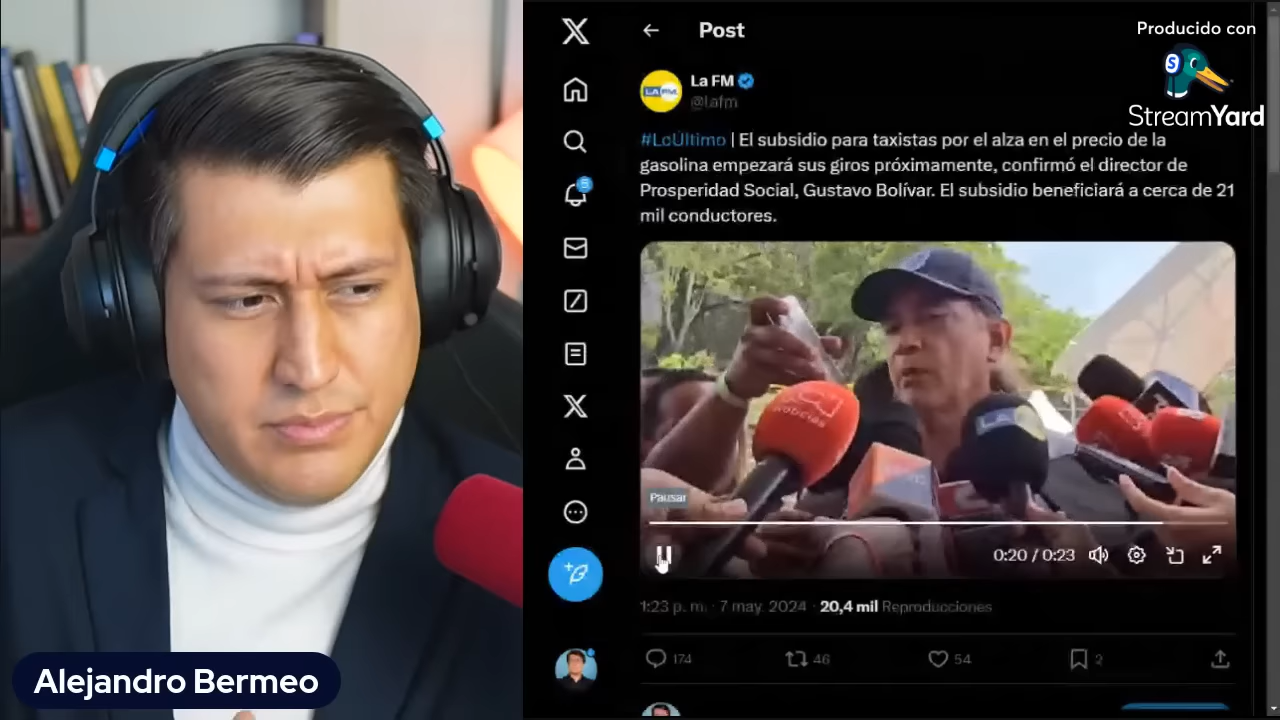 Post
Producido con
StreamYard
La FM
@lafm
#LoÚltimo | El subsidio para taxistas por el alza en el precio de la
gasolina empezará sus giros próximamente, confirmó el director de
Prosperidad Social, Gustavo Bolívar. El subsidio beneficiará a cerca de 21
mil conductores.
noticias
Pausar
0:20 / 0:23
1:23 p. m. · 7 may. 2024 · 20,4 mil Reproducciones
174 46 54 2
Alejandro Bermeo